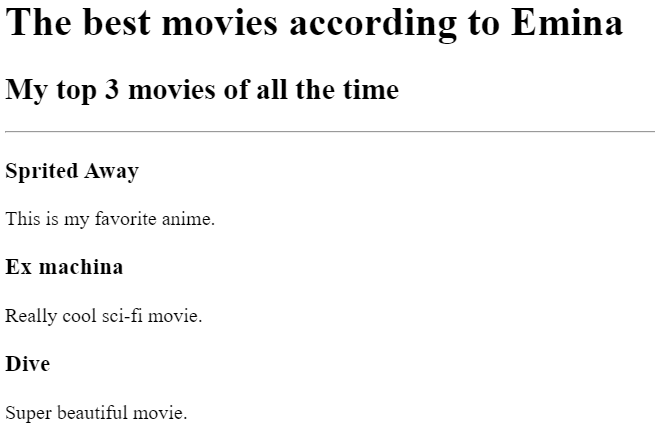 The best movies according to Emina
My top 3 movies of all the time
Sprited Away
This is my favorite anime.
Ex machina
Really cool sci-fi movie.
Dive
Super beautiful movie.